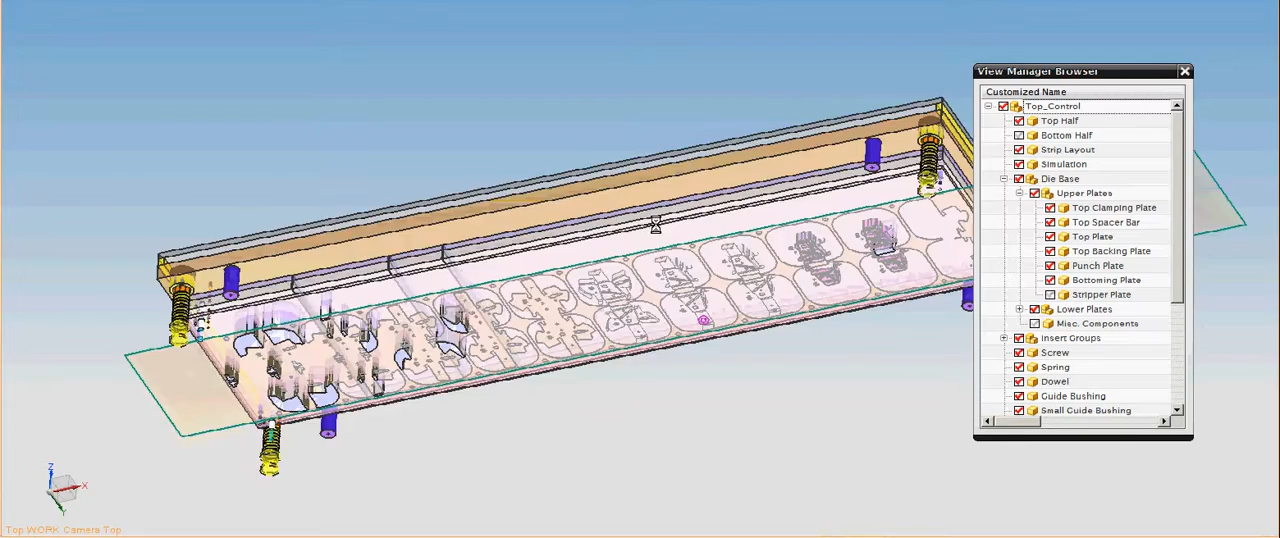 View Manager Browser
Customized Name
Top_Control
Top Half
Bottom Half
Strip Layout
Simulation
Die Base
Upper Plates
Top Clamping Plate
Top Spacer Bar
Top Plate
Top Backing Plate
Punch Plate
Bottoming Plate
Stripper Plate
Lower Plates
Misc. Components
Insert Groups
Screw
Spring
Dowel
Guide Bushing
Small Guide Bushing
Z
X
Y
Top WORK Camera Top